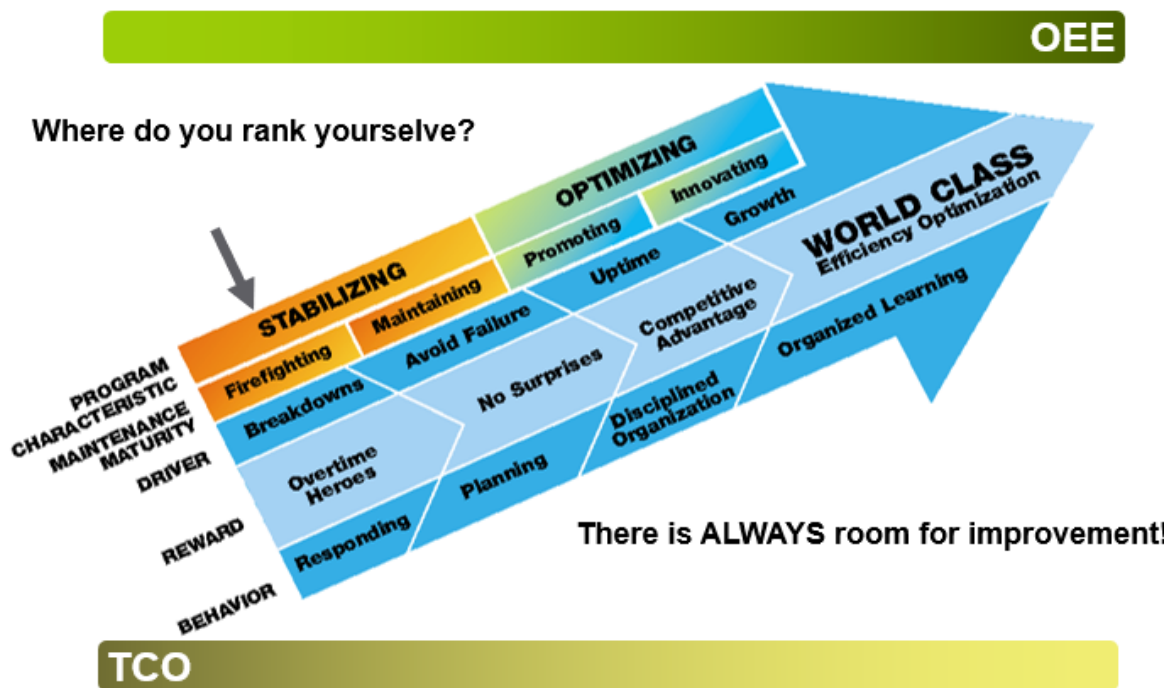 OEE
Where do you rank yourselve?
STABILIZING
OPTIMIZING
Firefighting
Maintaining
Promoting
Innovating
Breakdowns
Avoid Failure
Uptime
Growth
Overtime
Heroes
No Surprises
Competitive
Advantage
WORLD CLASS
Efficiency Optimization
Responding
Planning
Disciplined
Organization
Organized Learning
PROGRAM
CHARACTERISTIC
MAINTENANCE
MATURITY
DRIVER
REWARD
BEHAVIOR
There is ALWAYS room for improvement!
TCO